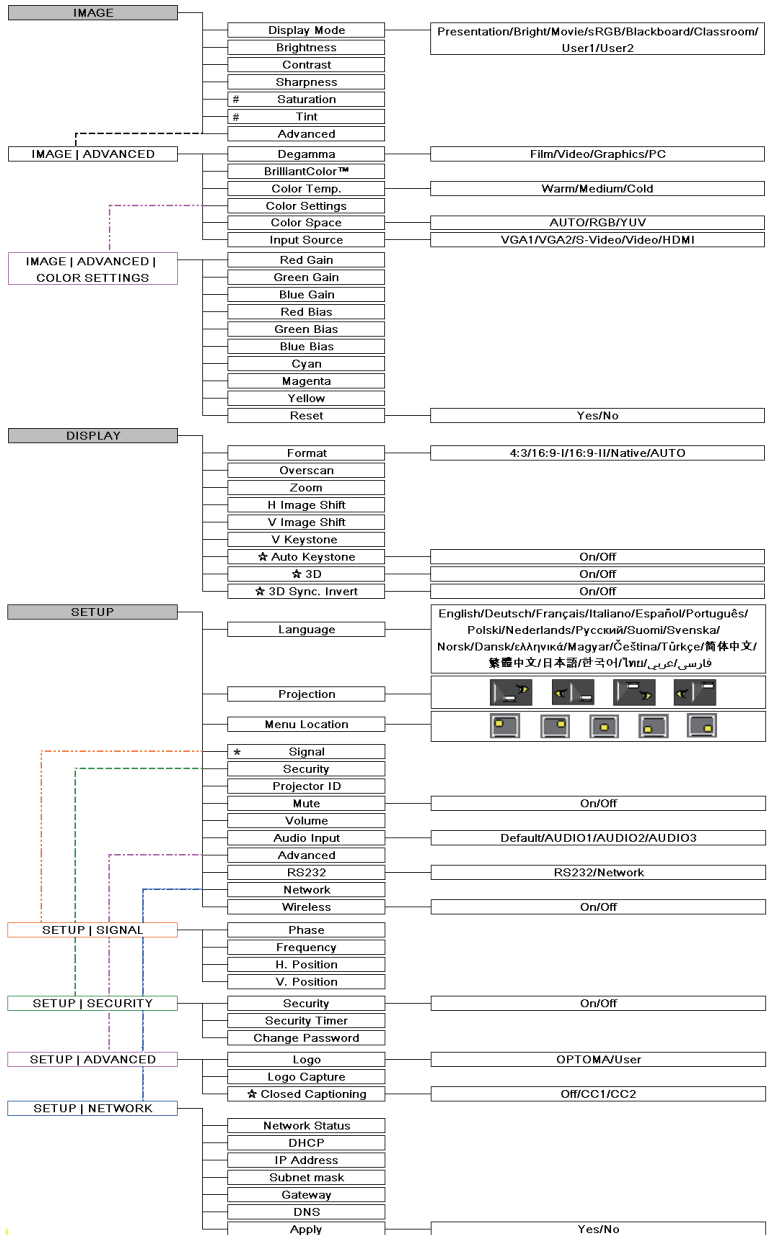 IMAGE
Display Mode
Presentation/Bright/Movie/sRGB/Blackboard/Classroom/
User1/User2
Brightness
Contrast
Sharpness
# Saturation
# Tint
Advanced
IMAGE | ADVANCED
Degamma
Film/Video/Graphics/PC
BrilliantColor™
Color Temp.
Warm/Medium/Cold
Color Settings
Color Space
AUTO/RGB/YUV
Input Source
VGA1/VGA2/S-Video/Video/HDMI
IMAGE | ADVANCED |
COLOR SETTINGS
Red Gain
Green Gain
Blue Gain
Red Bias
Green Bias
Blue Bias
Cyan
Magenta
Yellow
Reset
Yes/No
DISPLAY
Format
4:3/16:9-I/16:9-II/Native/AUTO
Overscan
Zoom
H Image Shift
V Image Shift
V Keystone
☆ Auto Keystone
On/Off
☆ 3D
On/Off
☆ 3D Sync. Invert
On/Off
SETUP
Language
English/Deutsch/Français/Italiano/Español/Português/
Polski/Nederlands/Русский/Suomi/Svenska/
Norsk/Dansk/ελληνικά/Magyar/Čeština/Türkçe/简体中文/
繁體中文/日本語/한국어/ไทย/فارسی/عربي
Projection
Menu Location
* Signal
Security
Projector ID
Mute
On/Off
Volume
Audio Input
Default/AUDIO1/AUDIO2/AUDIO3
Advanced
RS232
RS232/Network
Network
Wireless
On/Off
SETUP | SIGNAL
Phase
Frequency
H. Position
V. Position
SETUP | SECURITY
Security
On/Off
Security Timer
Change Password
SETUP | ADVANCED
Logo
OPTOMA/User
Logo Capture
☆ Closed Captioning
Off/CC1/CC2
SETUP | NETWORK
Network Status
DHCP
IP Address
Subnet mask
Gateway
DNS
Apply
Yes/No